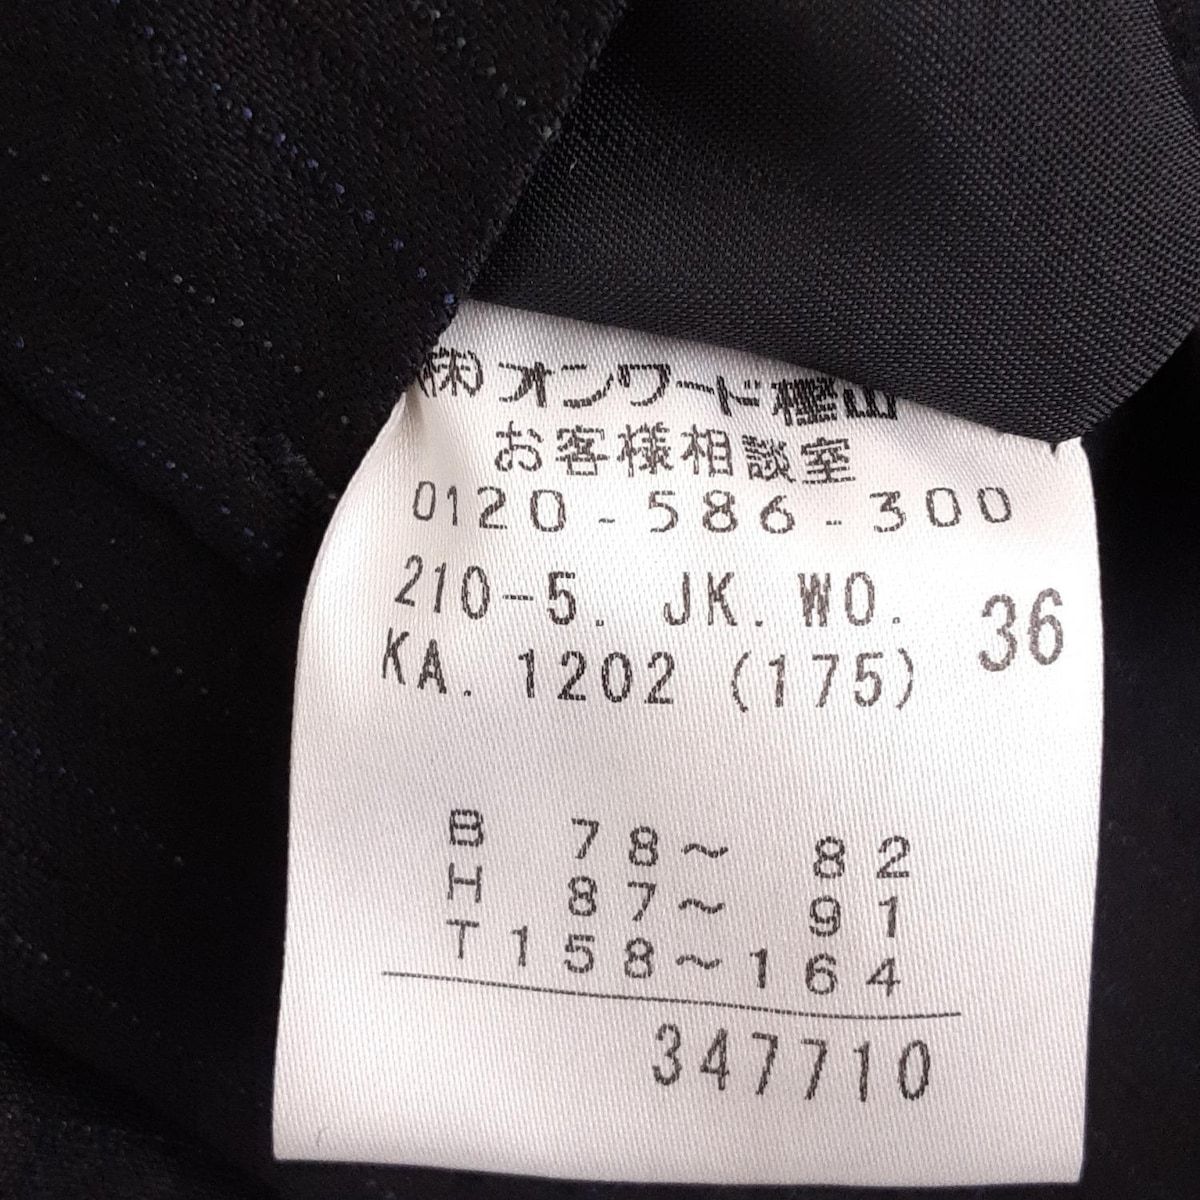 (株)オンワード樫山
お客様相談室
0120-586-300
210-5. JK. WO. 36
KA. 1202 (175)
B 78～82
H 87～91
T158～164
347710